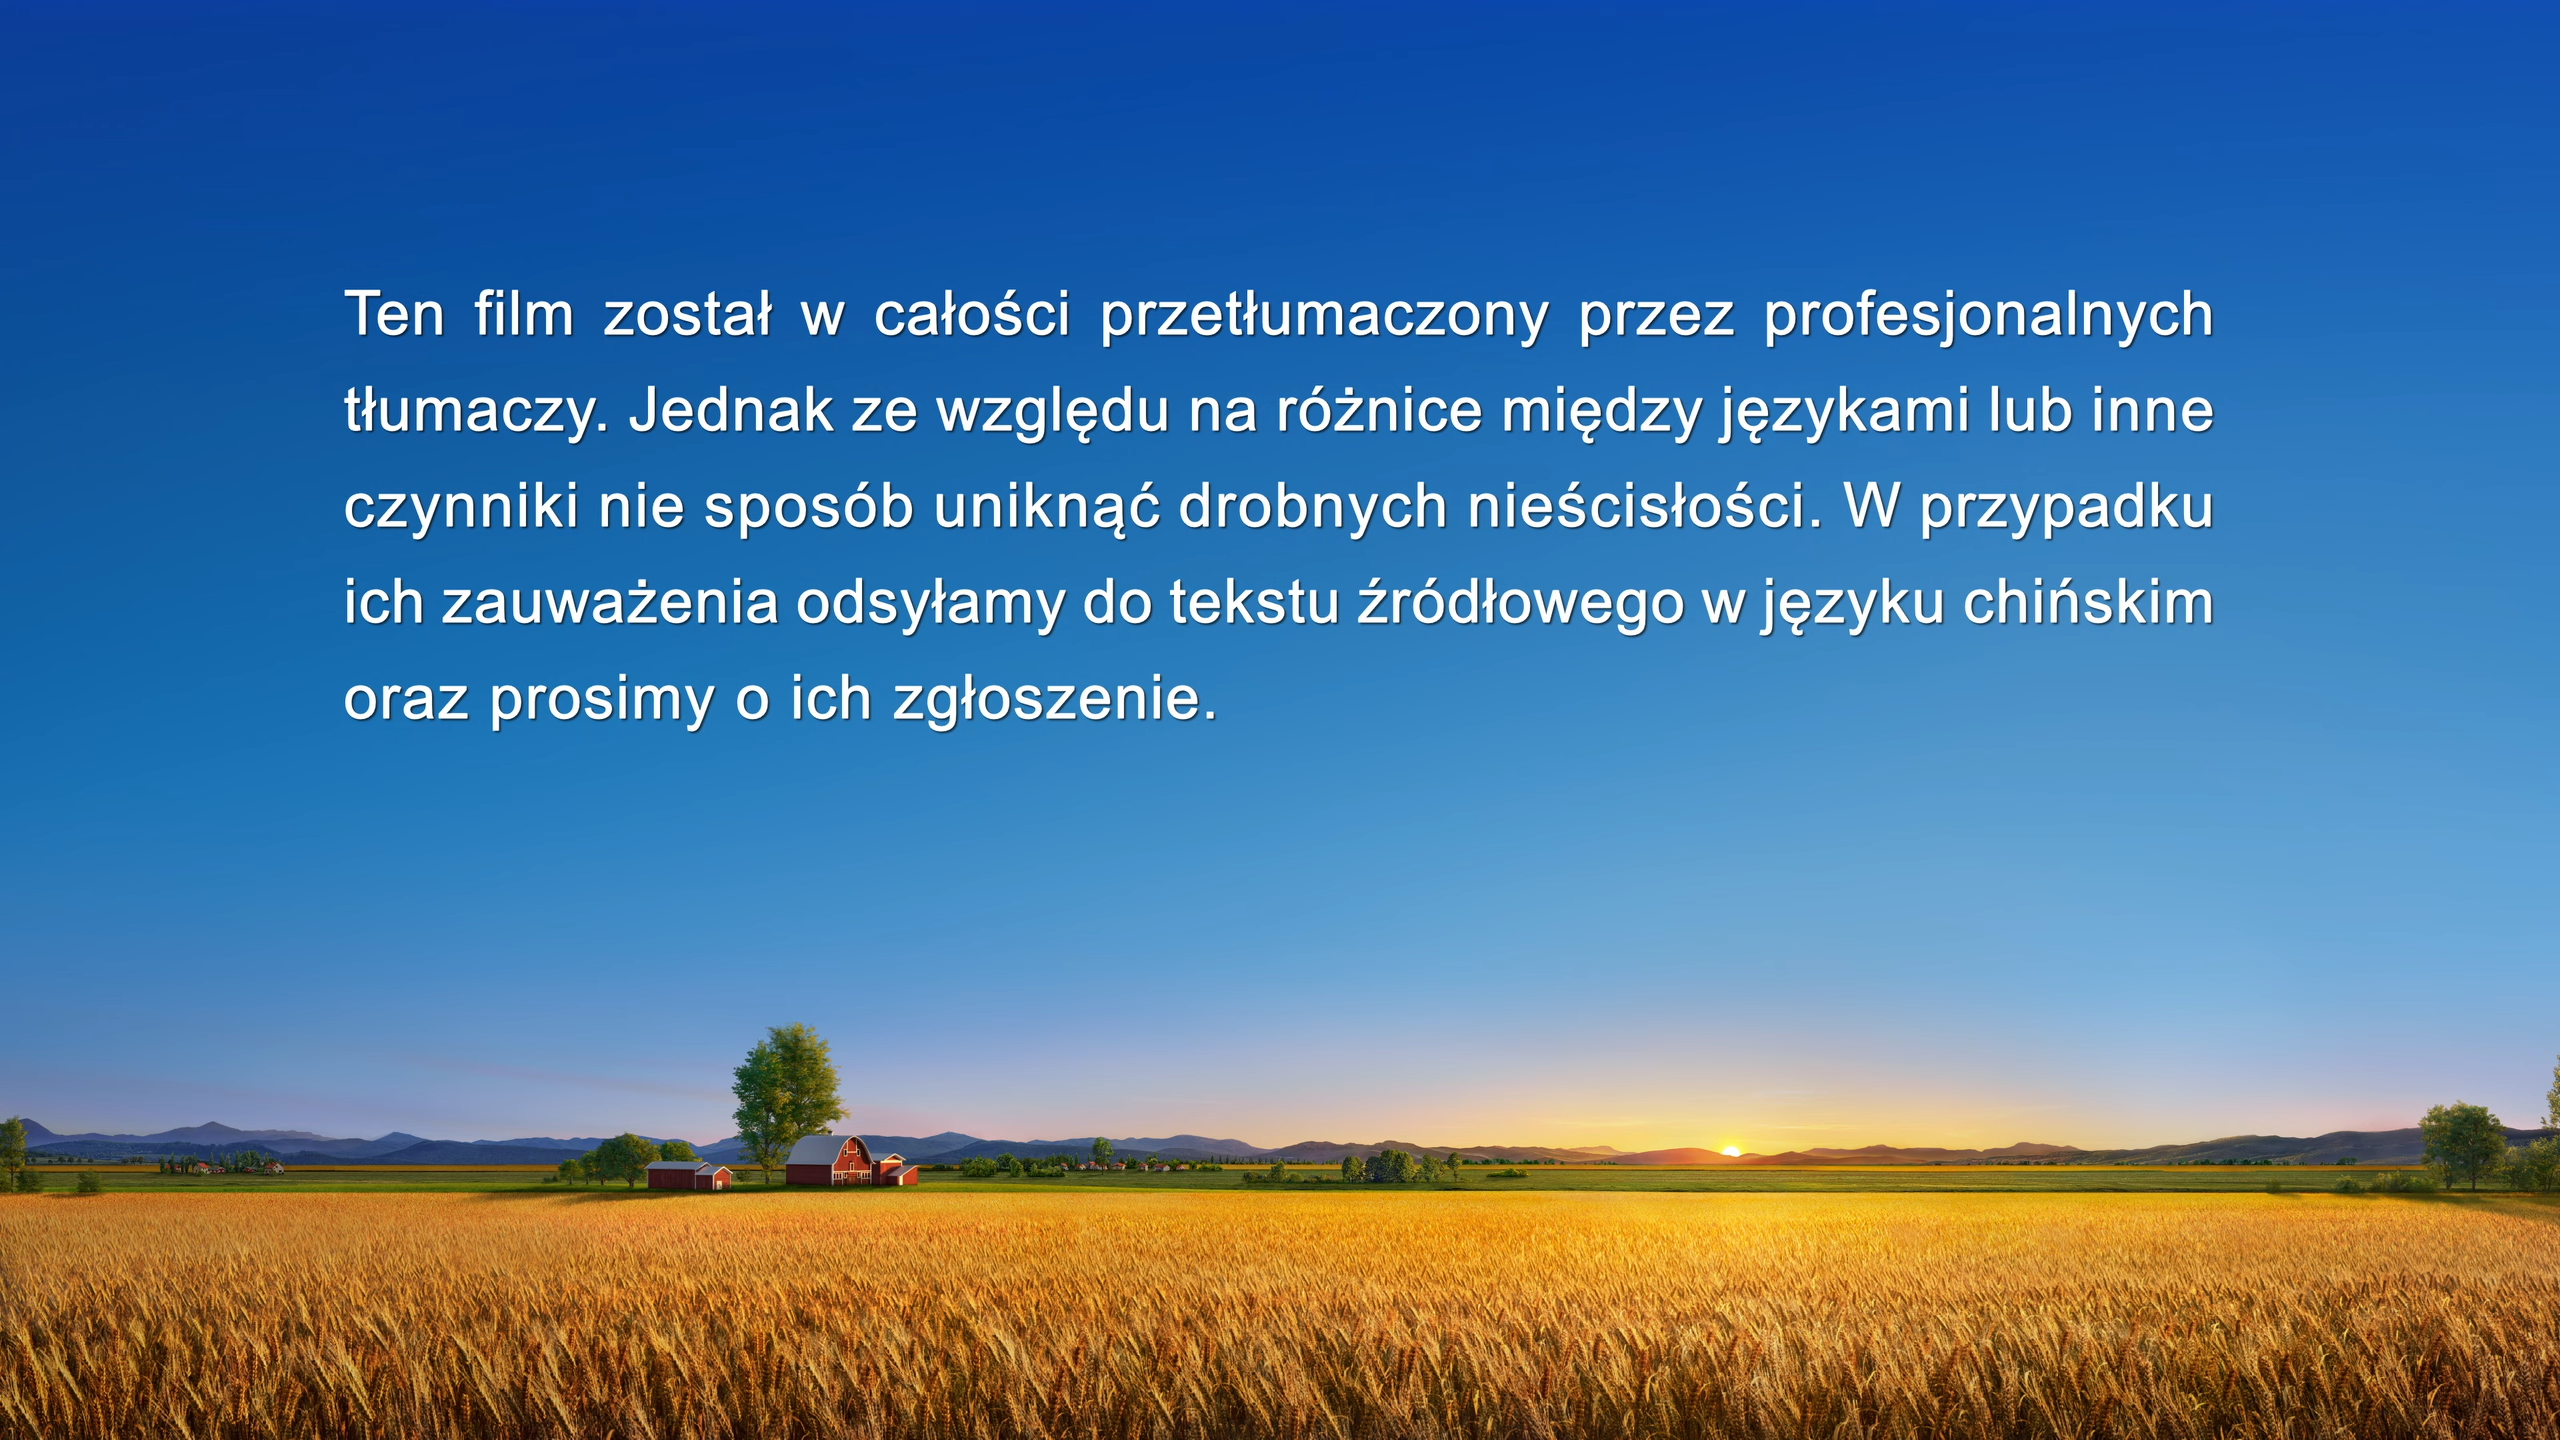 Ten film został w całości przetłumaczony przez profesjonalnych
tłumaczy. Jednak ze względu na różnice między językami lub inne
czynniki nie sposób uniknąć drobnych nieścisłości. W przypadku
ich zauważenia odsyłamy do tekstu źródłowego w języku chińskim
oraz prosimy o ich zgłoszenie.